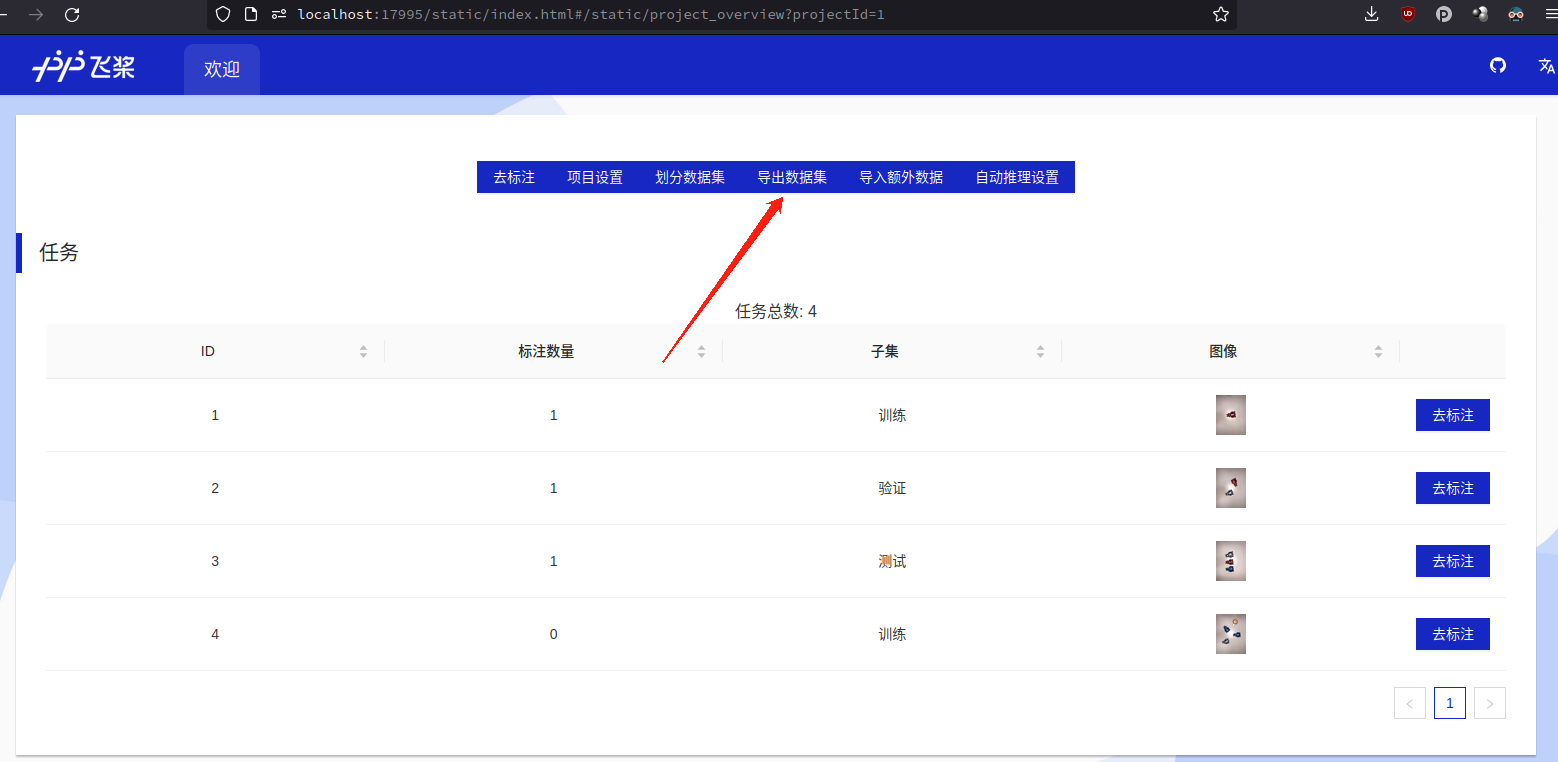 localhost:17995/static/index.html#/static/project_overview?projectId=1
飞桨 欢迎
去标注 项目设置 划分数据集 导出数据集 导入额外数据 自动推理设置
任务
任务总数: 4
ID 标注数量 子集 图像
1 1 训练 去标注
2 1 验证 去标注
3 1 测试 去标注
4 0 训练 去标注
< 1 >